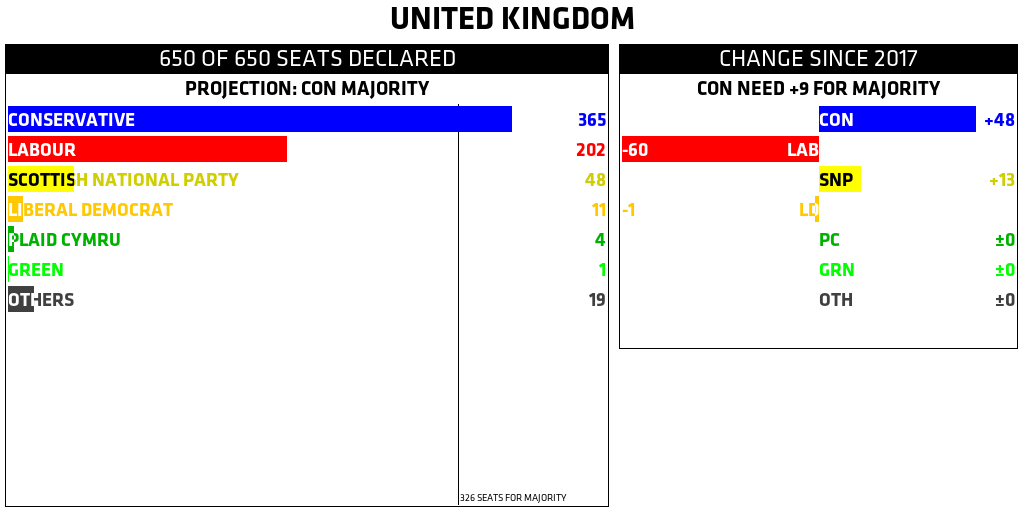 UNITED KINGDOM
650 OF 650 SEATS DECLARED
PROJECTION: CON MAJORITY
CONSERVATIVE 365
LABOUR 202
SCOTTISH NATIONAL PARTY 48
LIBERAL DEMOCRAT 11
PLAID CYMRU 4
GREEN 1
OTHERS 19
326 SEATS FOR MAJORITY
CHANGE SINCE 2017
CON NEED +9 FOR MAJORITY
CON +48
-60 LAB
SNP +13
-1 LD
PC ±0
GRN ±0
OTH ±0